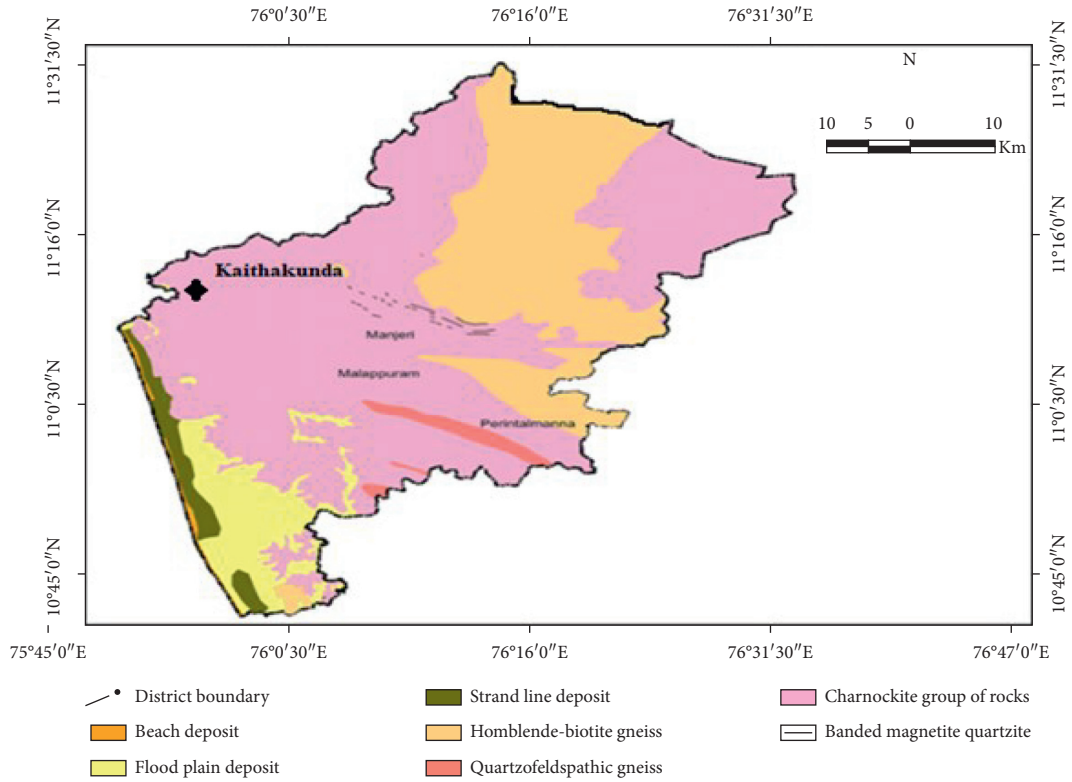 76°0′30″E 76°16′0″E 76°31′30″E
N
11°31′30″N 11°31′30″N
10 5 0 10
Km
11°16′0″N 11°16′0″N
Kaithakunda
Manjeri
Malappuram
11°0′30″N 11°0′30″N
Perintalmanna
10°45′0″N 10°45′0″N
75°45′0″E 76°0′30″E 76°16′0″E 76°31′30″E 76°47′0″E
District boundary
Beach deposit
Flood plain deposit
Strand line deposit
Homblende-biotite gneiss
Quartzofeldspathic gneiss
Charnockite group of rocks
Banded magnetite quartzite